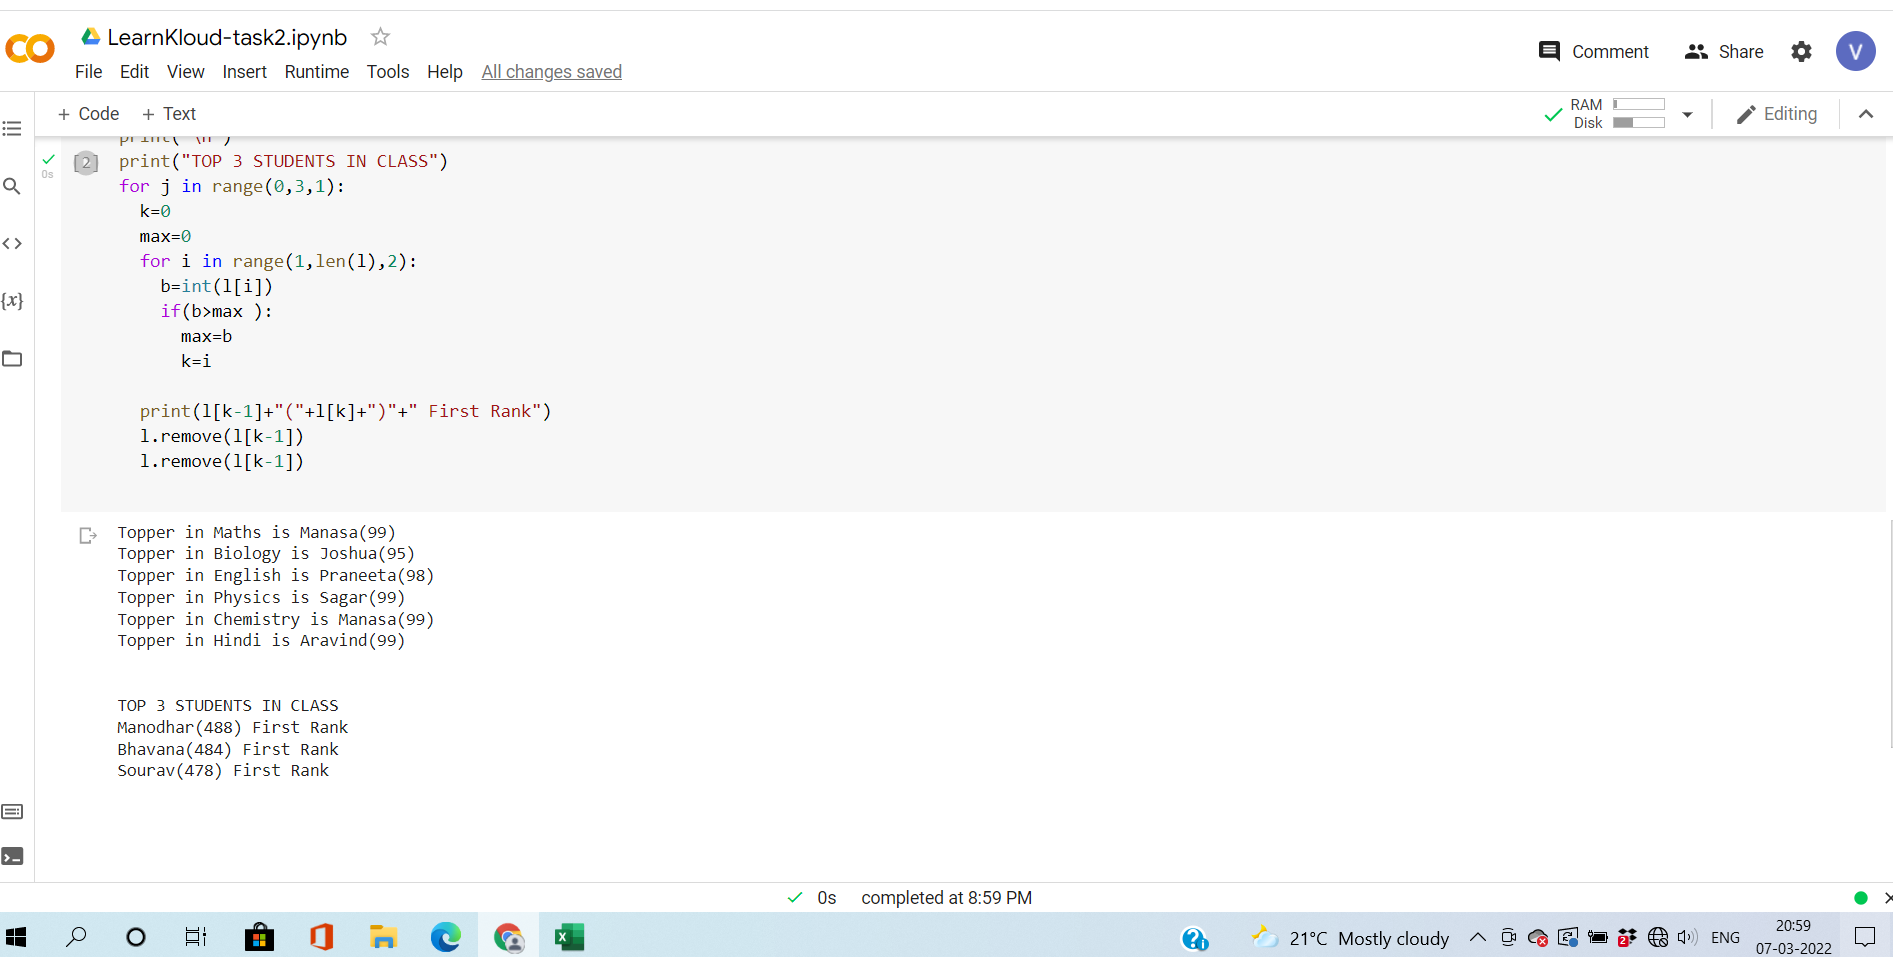 LearnKloud-task2.ipynb
File Edit View Insert Runtime Tools Help All changes saved
Comment Share V
+ Code + Text
RAM
Disk
Editing
print("\n")
[2] print("TOP 3 STUDENTS IN CLASS")
0s
for j in range(0,3,1):
k=0
max=0
for i in range(1,len(l),2):
b=int(l[i])
if(b>max ):
max=b
k=i
print(l[k-1]+"("+l[k]+")"+" First Rank")
l.remove(l[k-1])
l.remove(l[k-1])
{x}
Topper in Maths is Manasa(99)
Topper in Biology is Joshua(95)
Topper in English is Praneeta(98)
Topper in Physics is Sagar(99)
Topper in Chemistry is Manasa(99)
Topper in Hindi is Aravind(99)
TOP 3 STUDENTS IN CLASS
Manodhar(488) First Rank
Bhavana(484) First Rank
Sourav(478) First Rank
0s completed at 8:59 PM
21°C Mostly cloudy
ENG
20:59
07-03-2022